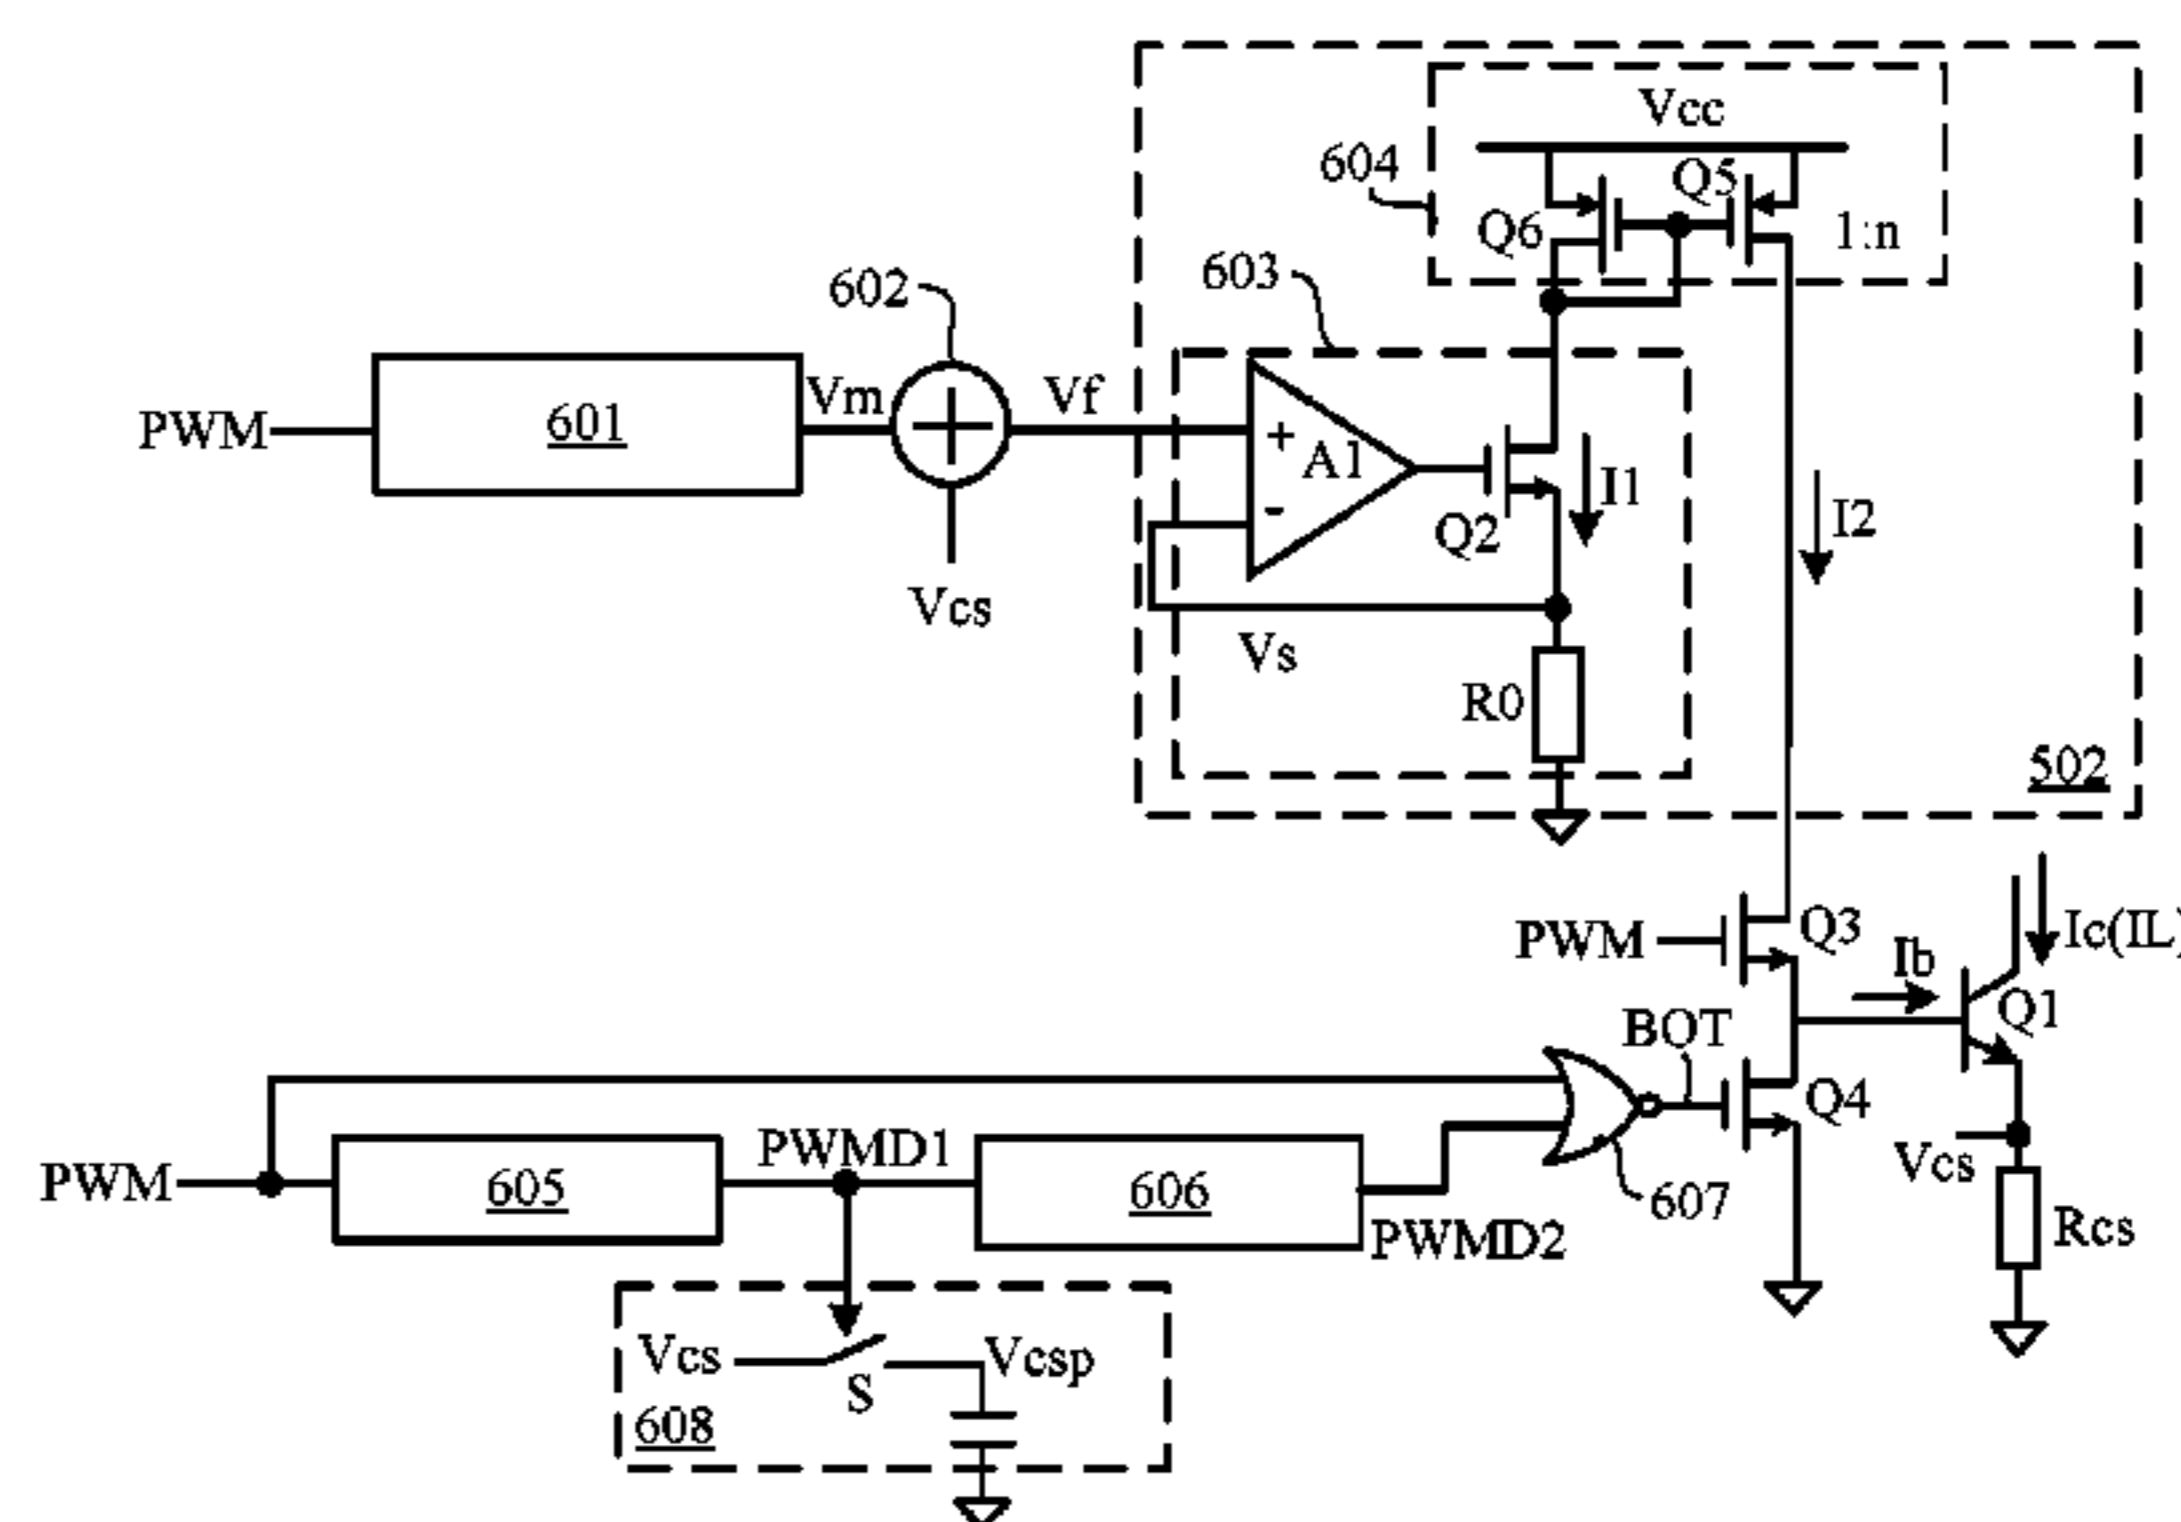 Vcc
604
Q5
Q6
1:n
603
602
Vm
Vf
PWM
601
+
A1
-
I1
Q2
I2
Vcs
Vs
R0
502
PWM
Q3
Ic(IL)
Ib
Q1
BOT
Q4
PWMD1
PWM
605
606
Vcs
607
PWMD2
Rcs
Vcs
S
Vcsp
608